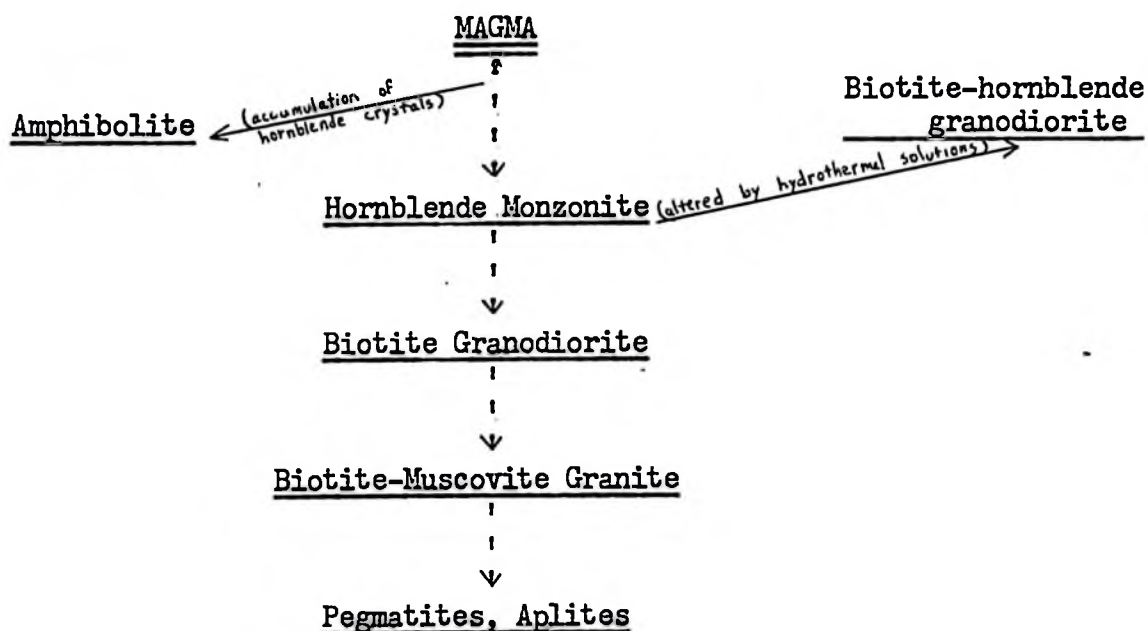 MAGMA
(accumulation of
hornblende crystals)
Amphibolite
Biotite-hornblende
granodiorite
Hornblende Monzonite
(altered by hydrothermal solutions)
Biotite Granodiorite
Biotite-Muscovite Granite
Pegmatites, Aplites